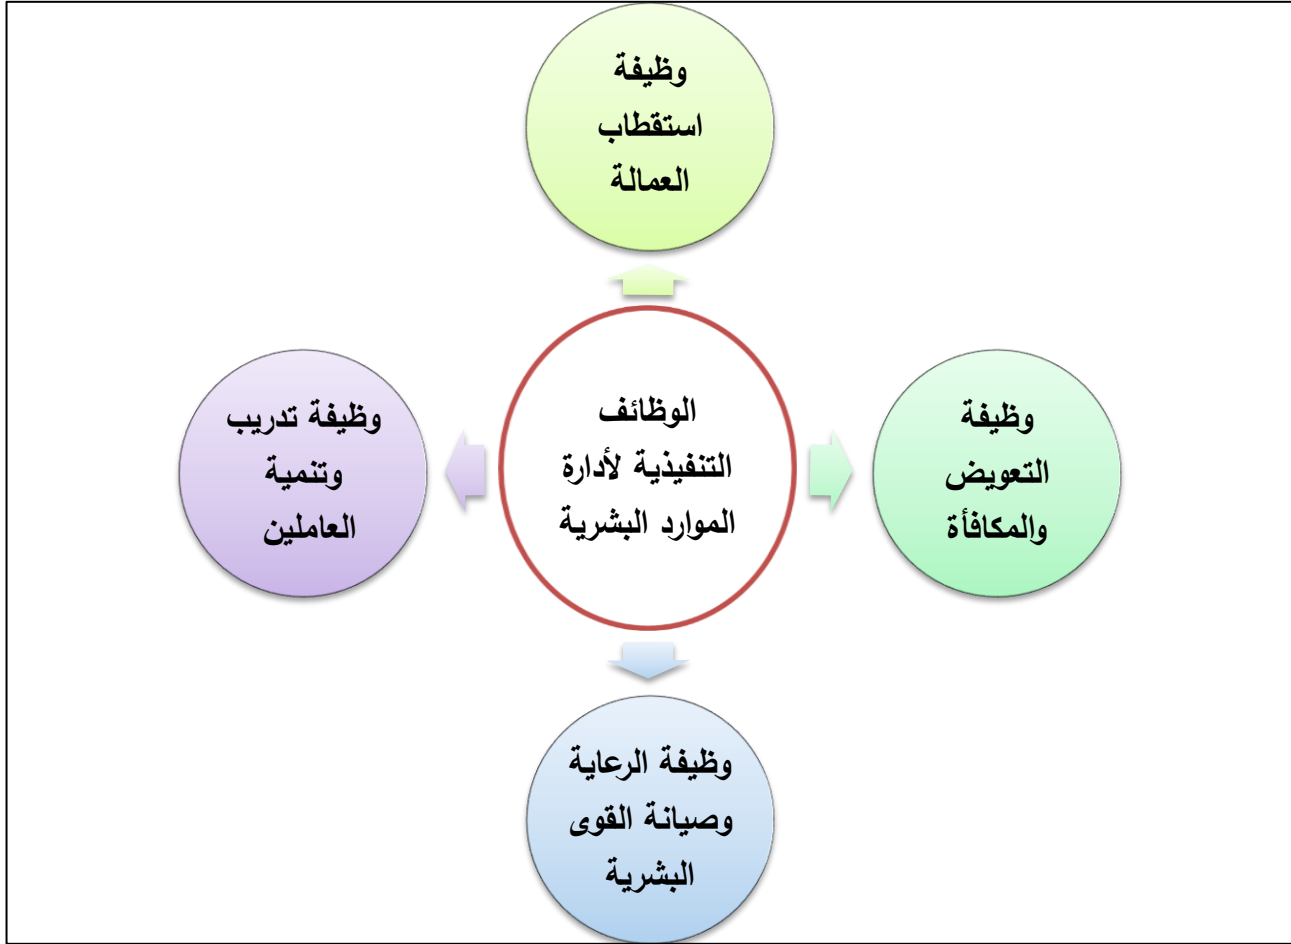 وظيفة
استقطاب
العمالة
الوظائف
التنفيذية لأدارة
الموارد البشرية
وظيفة
التعويض
والمكافأة
وظيفة تدريب
وتنمية
العاملين
وظيفة الرعاية
وصيانة القوى
البشرية